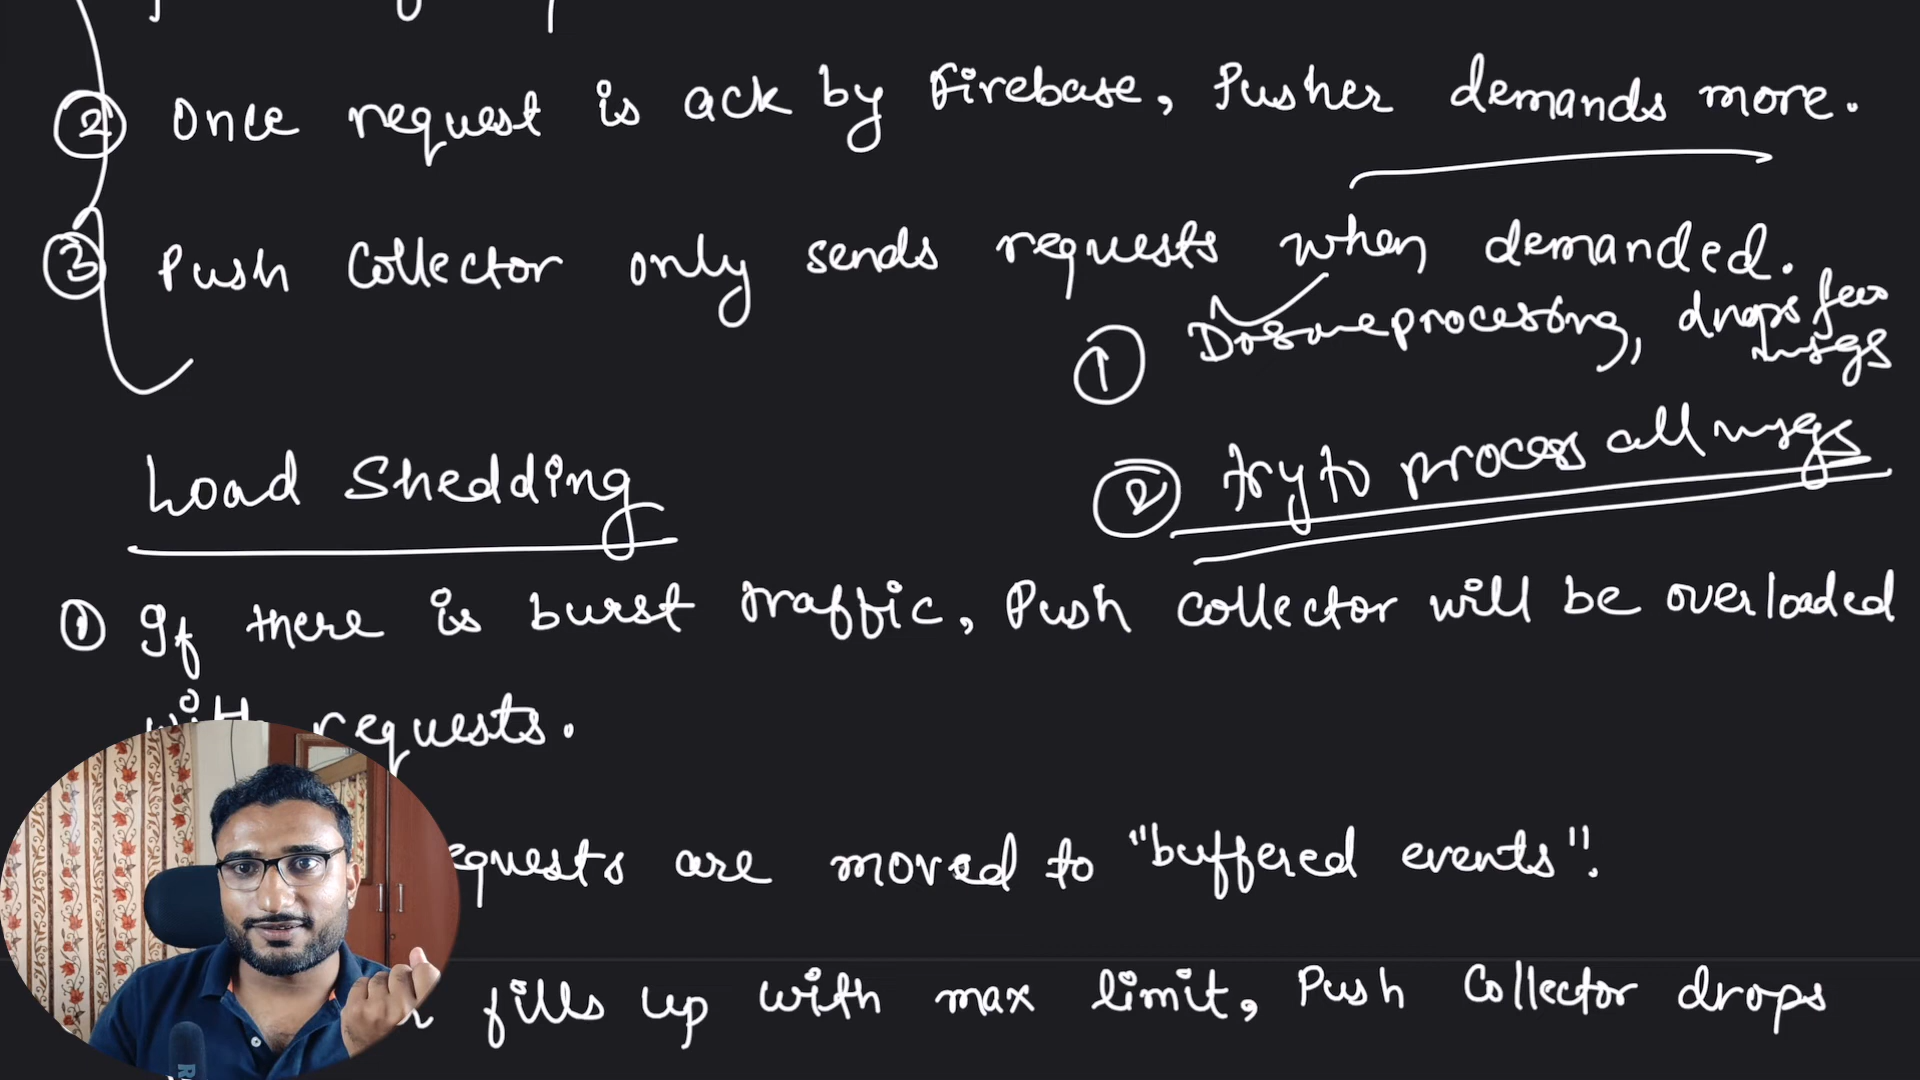 ② Once request is ack by Firebase, Pusher demands more.
③ Push Collector only sends requests when demanded.
① Do some processing, drops few msgs
② try to process all msgs
Load Shedding
① If there is burst traffic, Push collector will be overloaded
with requests.
requests are moved to "buffered events".
fills up with max limit, Push Collector drops